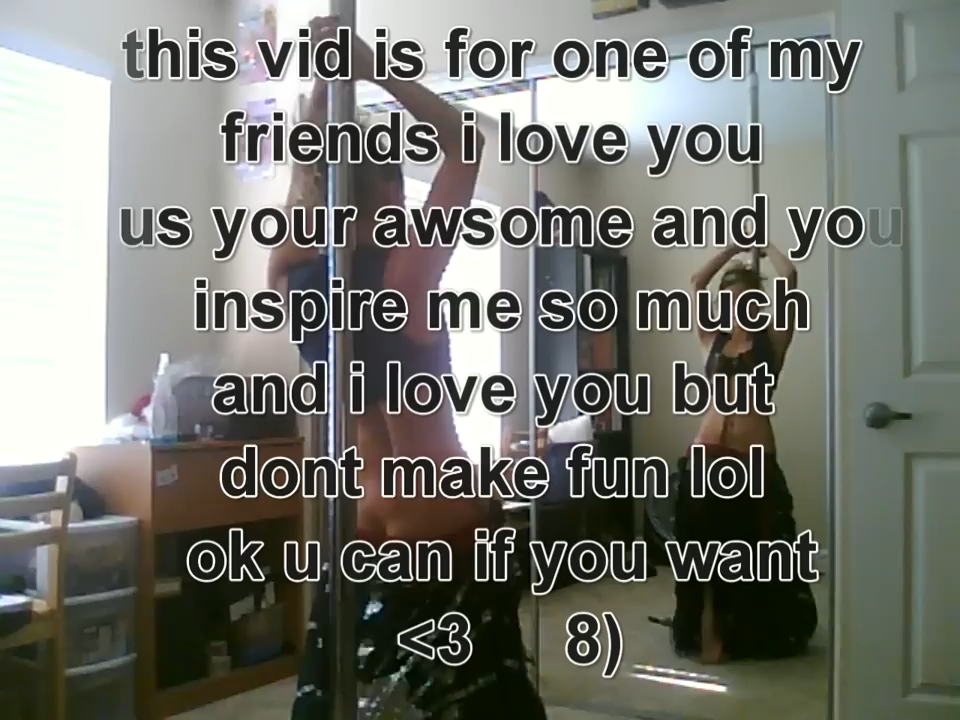 this vid is for one of my
friends i love you
us your awsome and you
inspire me so much
and i love you but
dont make fun lol
ok u can if you want
<3 8)